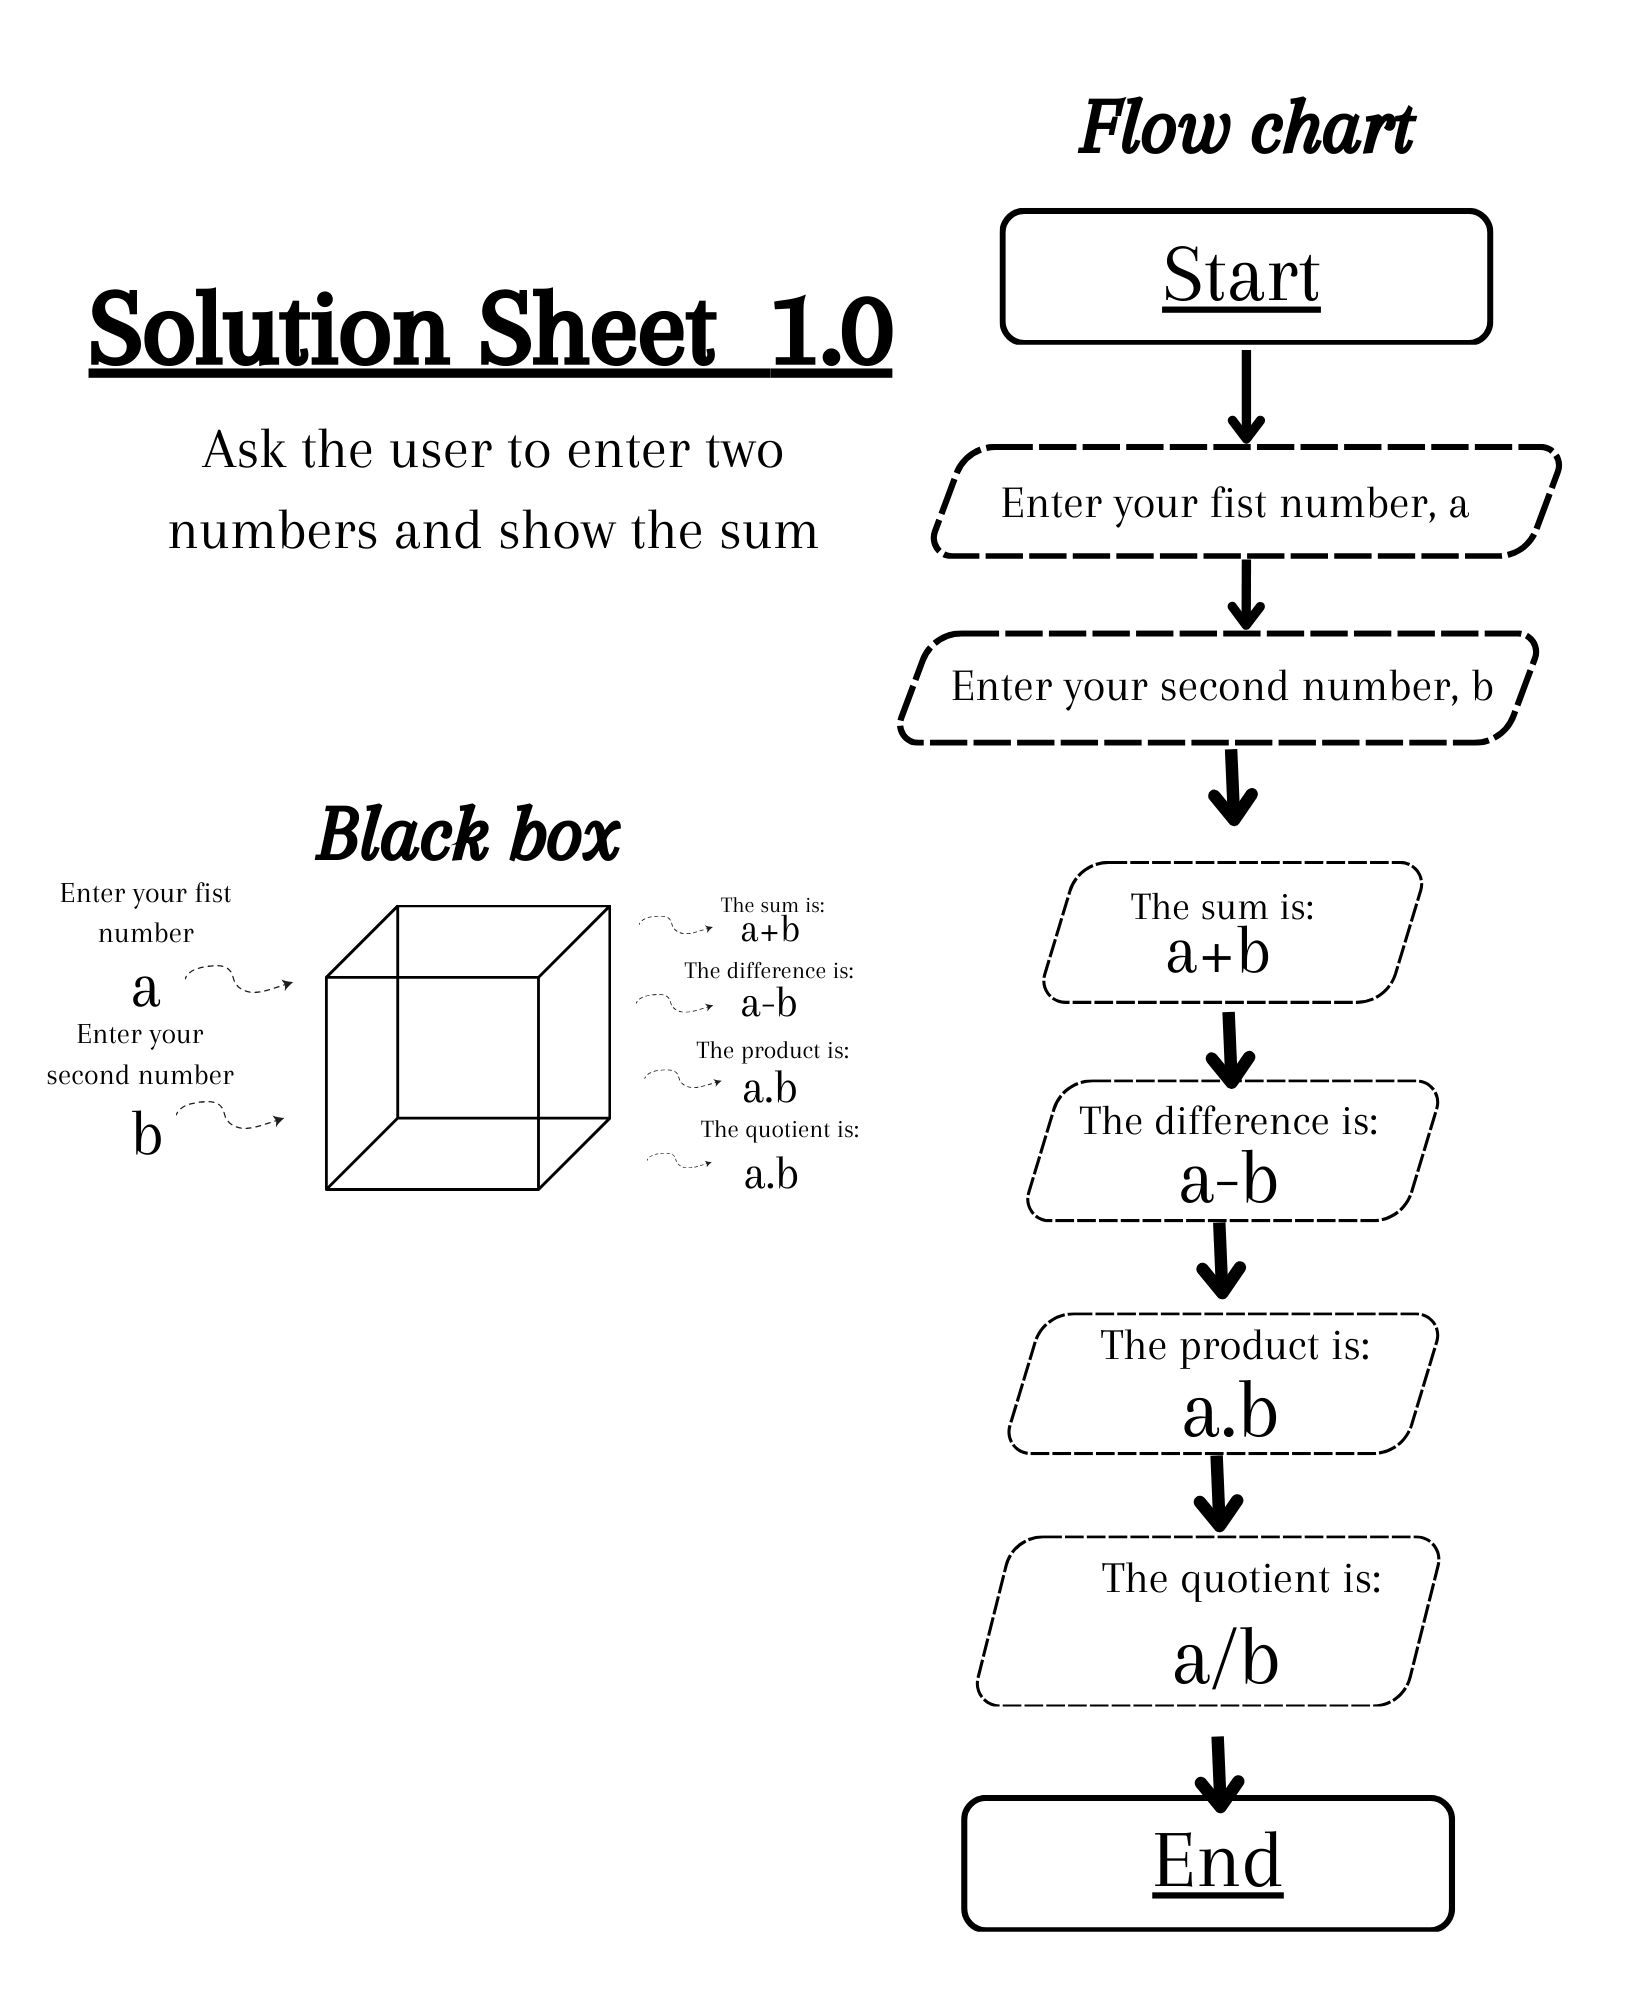 Solution Sheet 1.0
Ask the user to enter two
numbers and show the sum
Black box
Enter your fist
number
a
Enter your
second number
b
The sum is:
a+b
The difference is:
a-b
The product is:
a.b
The quotient is:
a.b
Flow chart
Start
Enter your fist number, a
Enter your second number, b
The sum is:
a+b
The difference is:
a-b
The product is:
a.b
The quotient is:
a/b
End